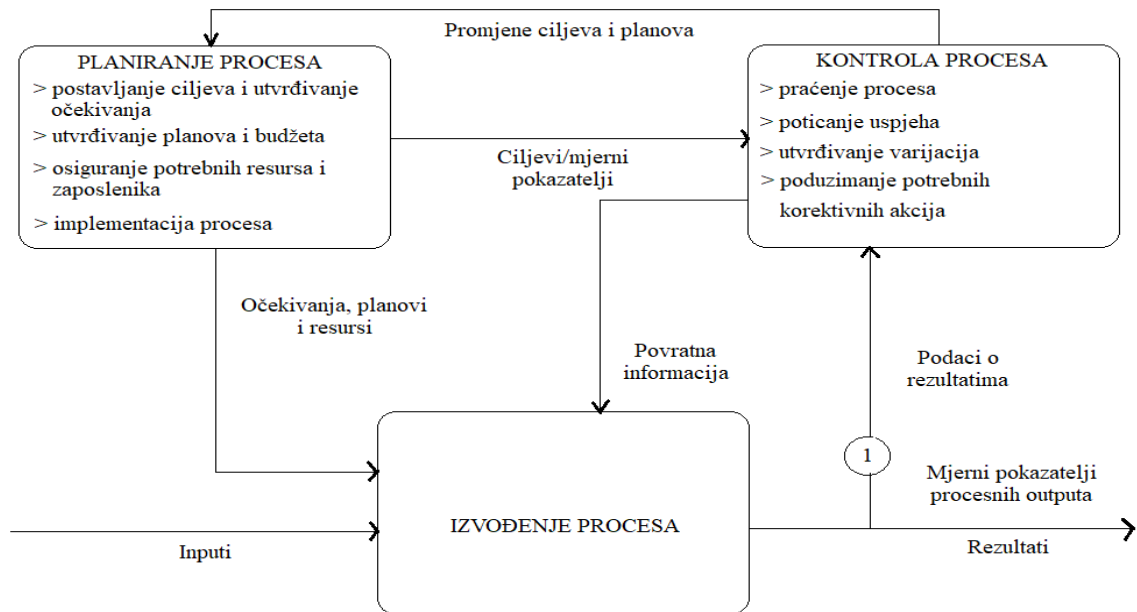 Promjene ciljeva i planova
PLANIRANJE PROCESA
> postavljanje ciljeva i utvrđivanje
očekivanja
> utvrđivanje planova i budžeta
> osiguranje potrebnih resursa i
zaposlenika
> implementacija procesa
KONTROLA PROCESA
> praćenje procesa
> poticanje uspjeha
> utvrđivanje varijacija
> poduzimanje potrebnih
korektivnih akcija
Ciljevi/mjerni
pokazatelji
Očekivanja, planovi
i resursi
Povratna
informacija
Podaci o
rezultatima
1
Mjerni pokazatelji
procesnih outputa
IZVOĐENJE PROCESA
Inputi
Rezultati